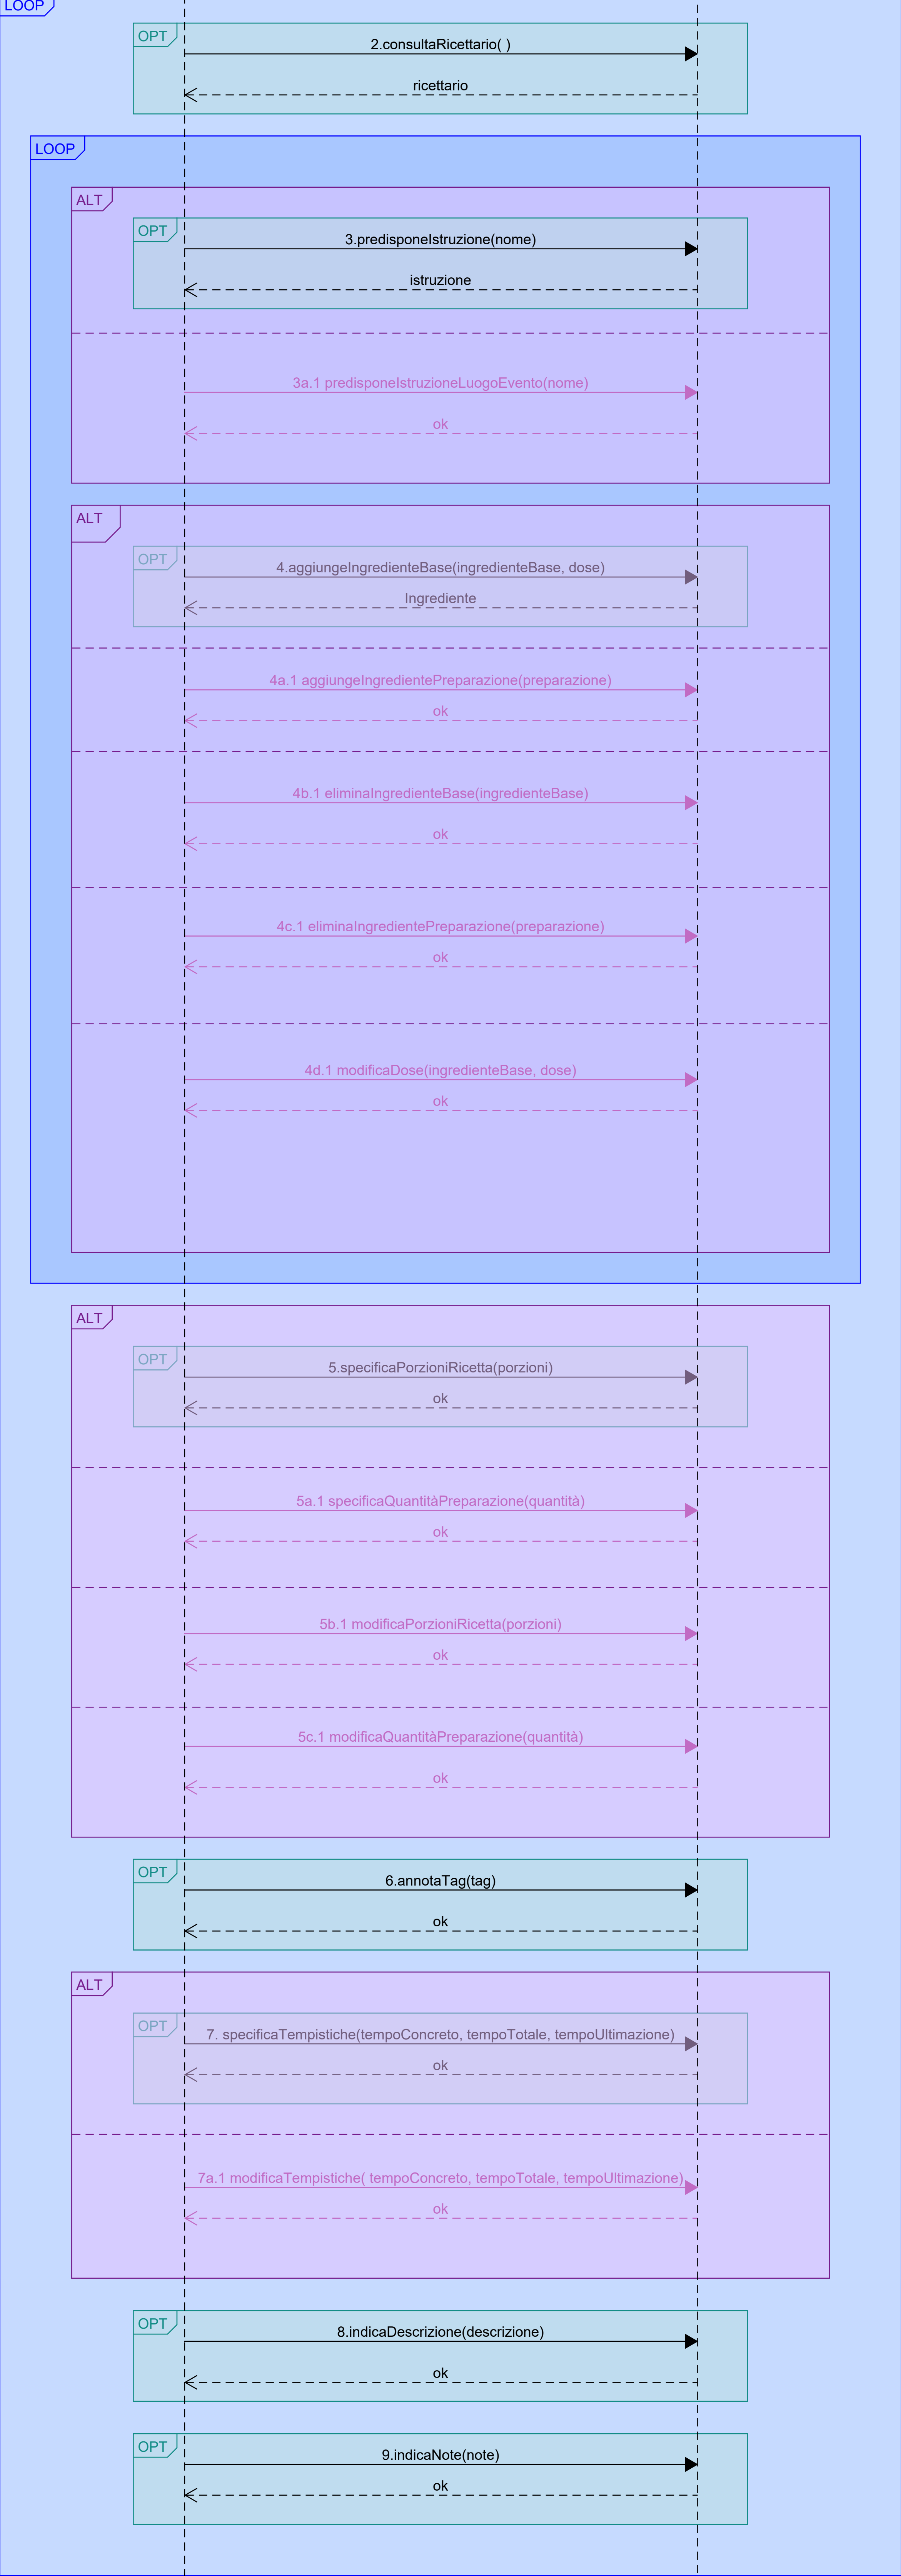 LOOP
OPT
2.consultaRicettario( )
ricettario
LOOP
ALT
OPT
3.predisponeIstruzione(nome)
istruzione
3a.1 predisponeIstruzioneLuogoEvento(nome)
ok
ALT
OPT
4.aggiungeIngredienteBase(ingredienteBase, dose)
Ingrediente
4a.1 aggiungeIngredientePreparazione(preparazione)
ok
4b.1 eliminaIngredienteBase(ingredienteBase)
ok
4c.1 eliminaIngredientePreparazione(preparazione)
ok
4d.1 modificaDose(ingredienteBase, dose)
ok
ALT
OPT
5.specificaPorzioniRicetta(porzioni)
ok
5a.1 specificaQuantitàPreparazione(quantità)
ok
5b.1 modificaPorzioniRicetta(porzioni)
ok
5c.1 modificaQuantitàPreparazione(quantità)
ok
OPT
6.annotaTag(tag)
ok
ALT
OPT
7. specificaTempistiche(tempoConcreto, tempoTotale, tempoUltimazione)
ok
7a.1 modificaTempistiche( tempoConcreto, tempoTotale, tempoUltimazione)
ok
OPT
8.indicaDescrizione(descrizione)
ok
OPT
9.indicaNote(note)
ok